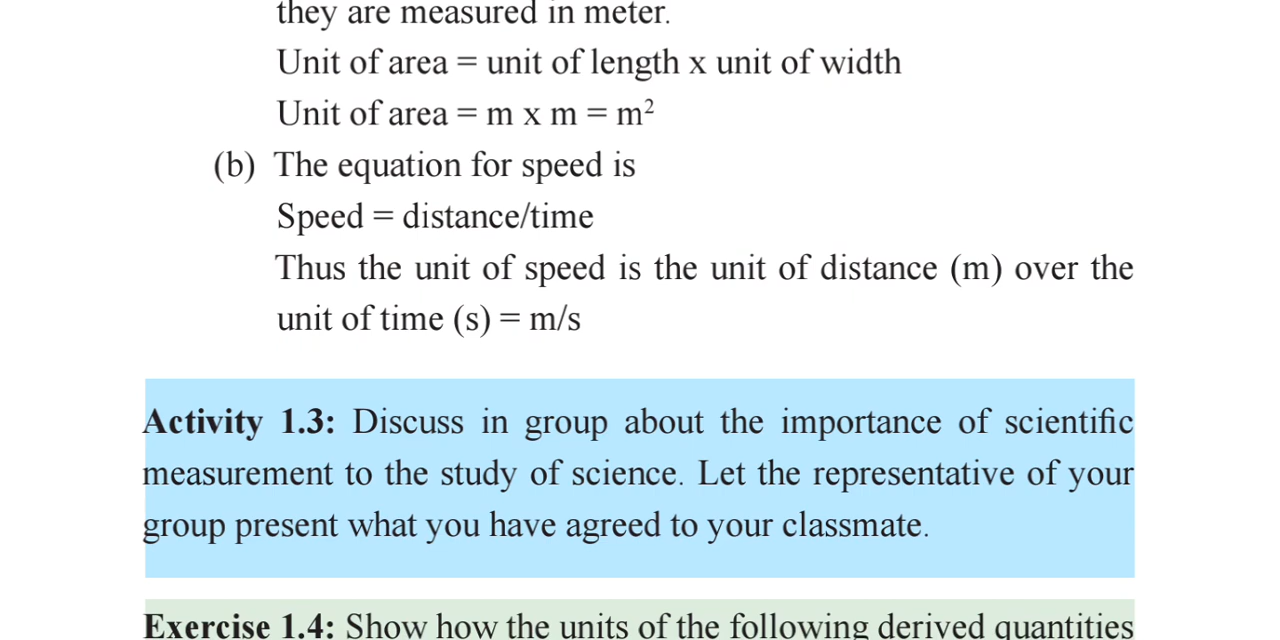 they are measured in meter.
Unit of area = unit of length x unit of width
Unit of area = m x m = m²
(b) The equation for speed is
Speed = distance/time
Thus the unit of speed is the unit of distance (m) over the
unit of time (s) = m/s
Activity 1.3: Discuss in group about the importance of scientific
measurement to the study of science. Let the representative of your
group present what you have agreed to your classmate.
Exercise 1.4: Show how the units of the following derived quantities